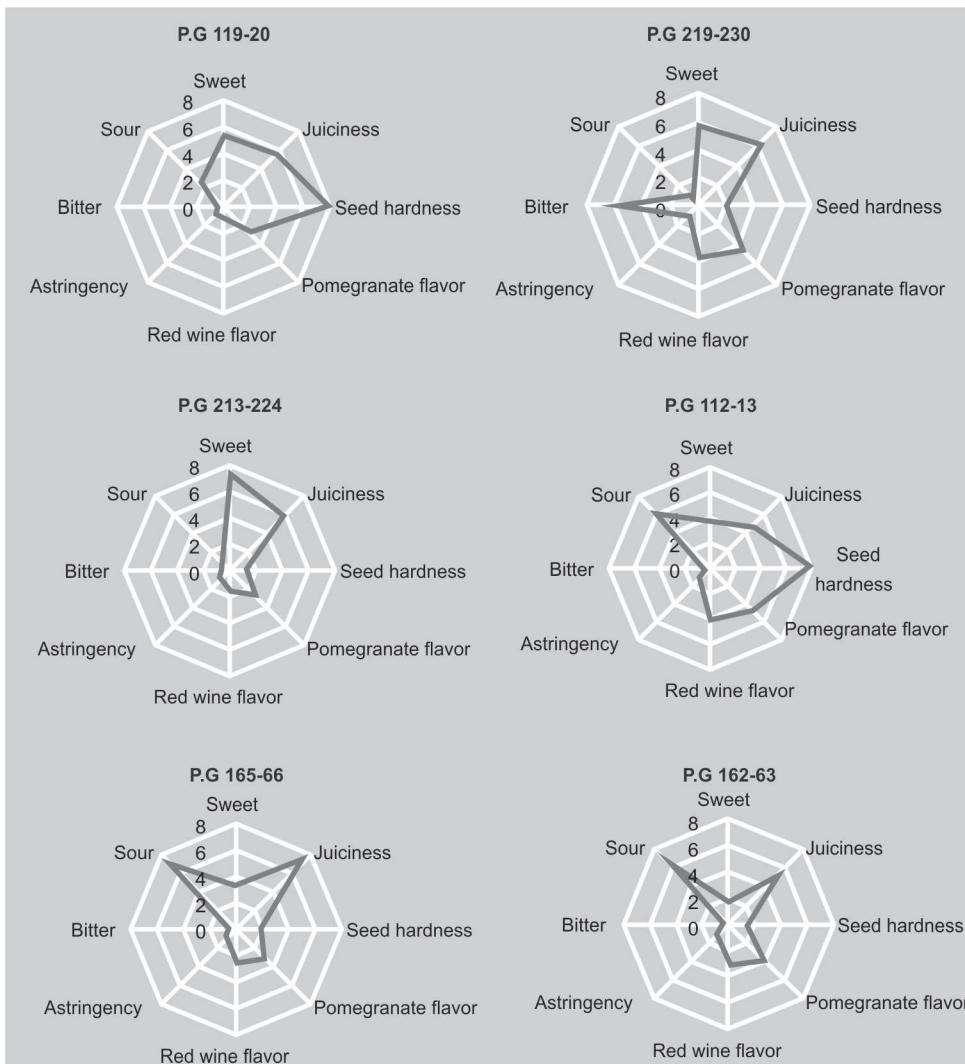 P.G 119-20
Sweet
8
6
4
2
0
Sour
Juiciness
Bitter
Seed hardness
Astringency
Pomegranate flavor
Red wine flavor
P.G 219-230
Sweet
8
6
4
2
0
Sour
Juiciness
Bitter
Seed hardness
Astringency
Pomegranate flavor
Red wine flavor
P.G 213-224
Sweet
8
6
4
2
0
Sour
Juiciness
Bitter
Seed hardness
Astringency
Pomegranate flavor
Red wine flavor
P.G 112-13
Sweet
8
6
4
2
0
Sour
Juiciness
Bitter
Seed
hardness
Astringency
Pomegranate flavor
Red wine flavor
P.G 165-66
Sweet
8
6
4
2
0
Sour
Juiciness
Bitter
Seed hardness
Astringency
Pomegranate flavor
Red wine flavor
P.G 162-63
Sweet
8
6
4
2
0
Sour
Juiciness
Bitter
Seed hardness
Astringency
Pomegranate flavor
Red wine flavor